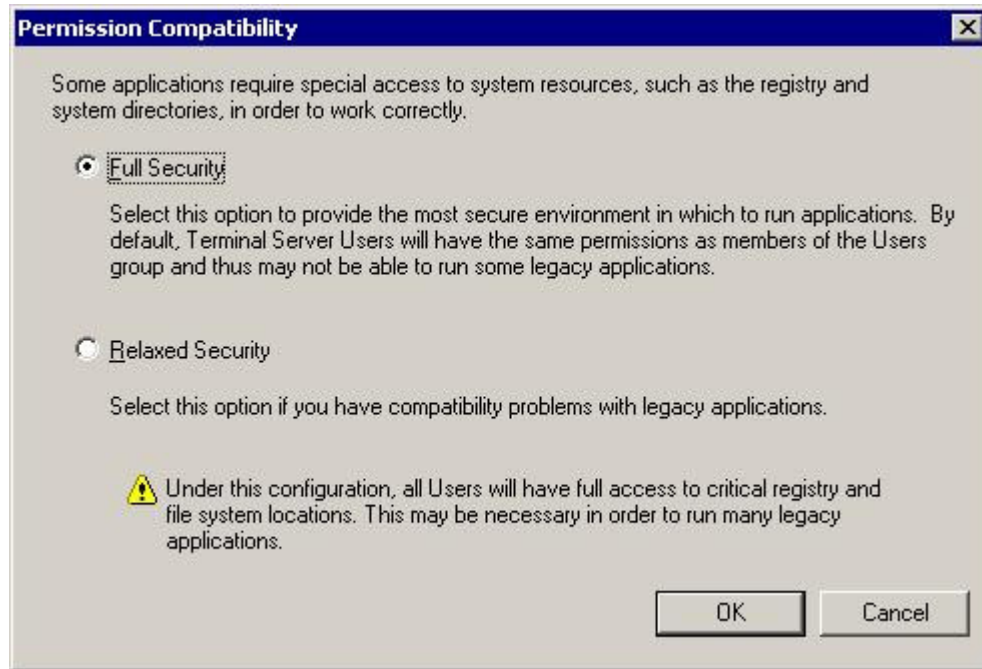 Permission Compatibility
Some applications require special access to system resources, such as the registry and
system directories, in order to work correctly.
Full Security
Select this option to provide the most secure environment in which to run applications. By
default, Terminal Server Users will have the same permissions as members of the Users
group and thus may not be able to run some legacy applications.
Relaxed Security
Select this option if you have compatibility problems with legacy applications.
Under this configuration, all Users will have full access to critical registry and
file system locations. This may be necessary in order to run many legacy
applications.
OK Cancel